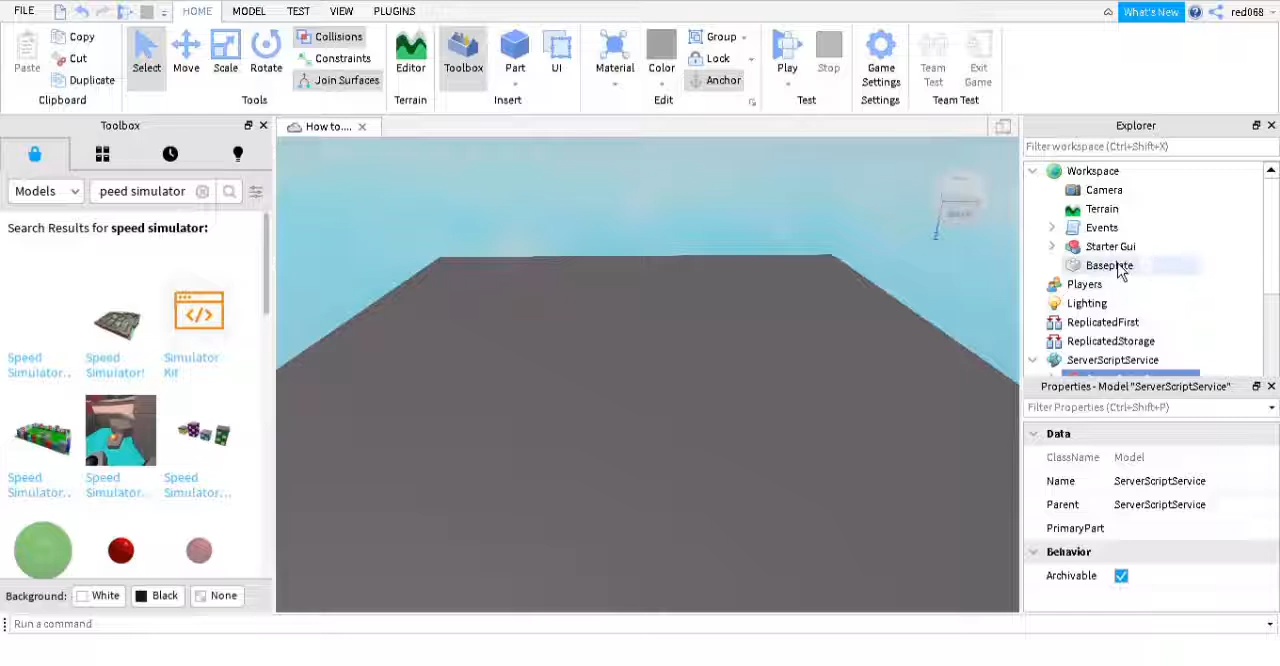 FILE HOME MODEL TEST VIEW PLUGINS What's New red068
Paste Copy Cut Duplicate Clipboard
Select Move Scale Rotate Collisions Constraints Join Surfaces Tools
Editor Terrain
Toolbox Part UI Insert
Material Color Group Lock Anchor Edit
Play Stop Test
Game Settings Settings
Team Test Exit Game Team Test
Toolbox
Models peed simulator
Search Results for speed simulator:
Speed Simulator..
Speed Simulator!
Simulator Kit
Speed Simulator..
Speed Simulator..
Speed Simulator...
Background: White Black None
Run a command
How to....
Explorer
Filter workspace (Ctrl+Shift+X)
Workspace
Camera
Terrain
Events
Starter Gui
Baseplate
Players
Lighting
ReplicatedFirst
ReplicatedStorage
ServerScriptService
Properties - Model "ServerScriptService"
Filter Properties (Ctrl+Shift+P)
Data
ClassName Model
Name ServerScriptService
Parent ServerScriptService
PrimaryPart
Behavior
Archivable